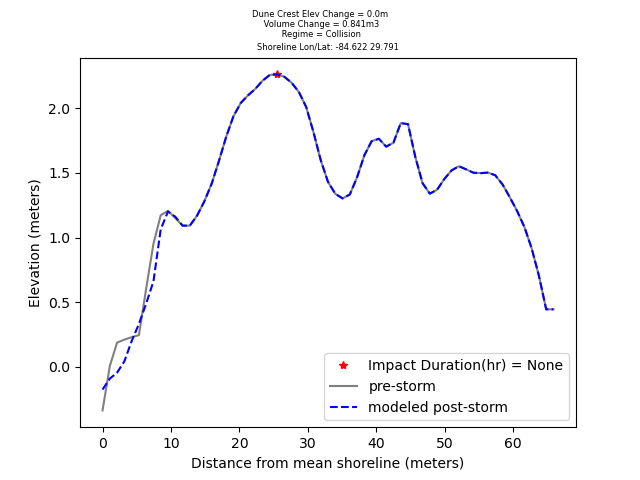 Dune Crest Elev Change = 0.0m
Volume Change = 0.841m3
Regime = Collision
Shoreline Lon/Lat: -84.622 29.791
Elevation (meters)
2.0
1.5
1.0
0.5
0.0
Impact Duration(hr) = None
pre-storm
modeled post-storm
0 10 20 30 40 50 60
Distance from mean shoreline (meters)